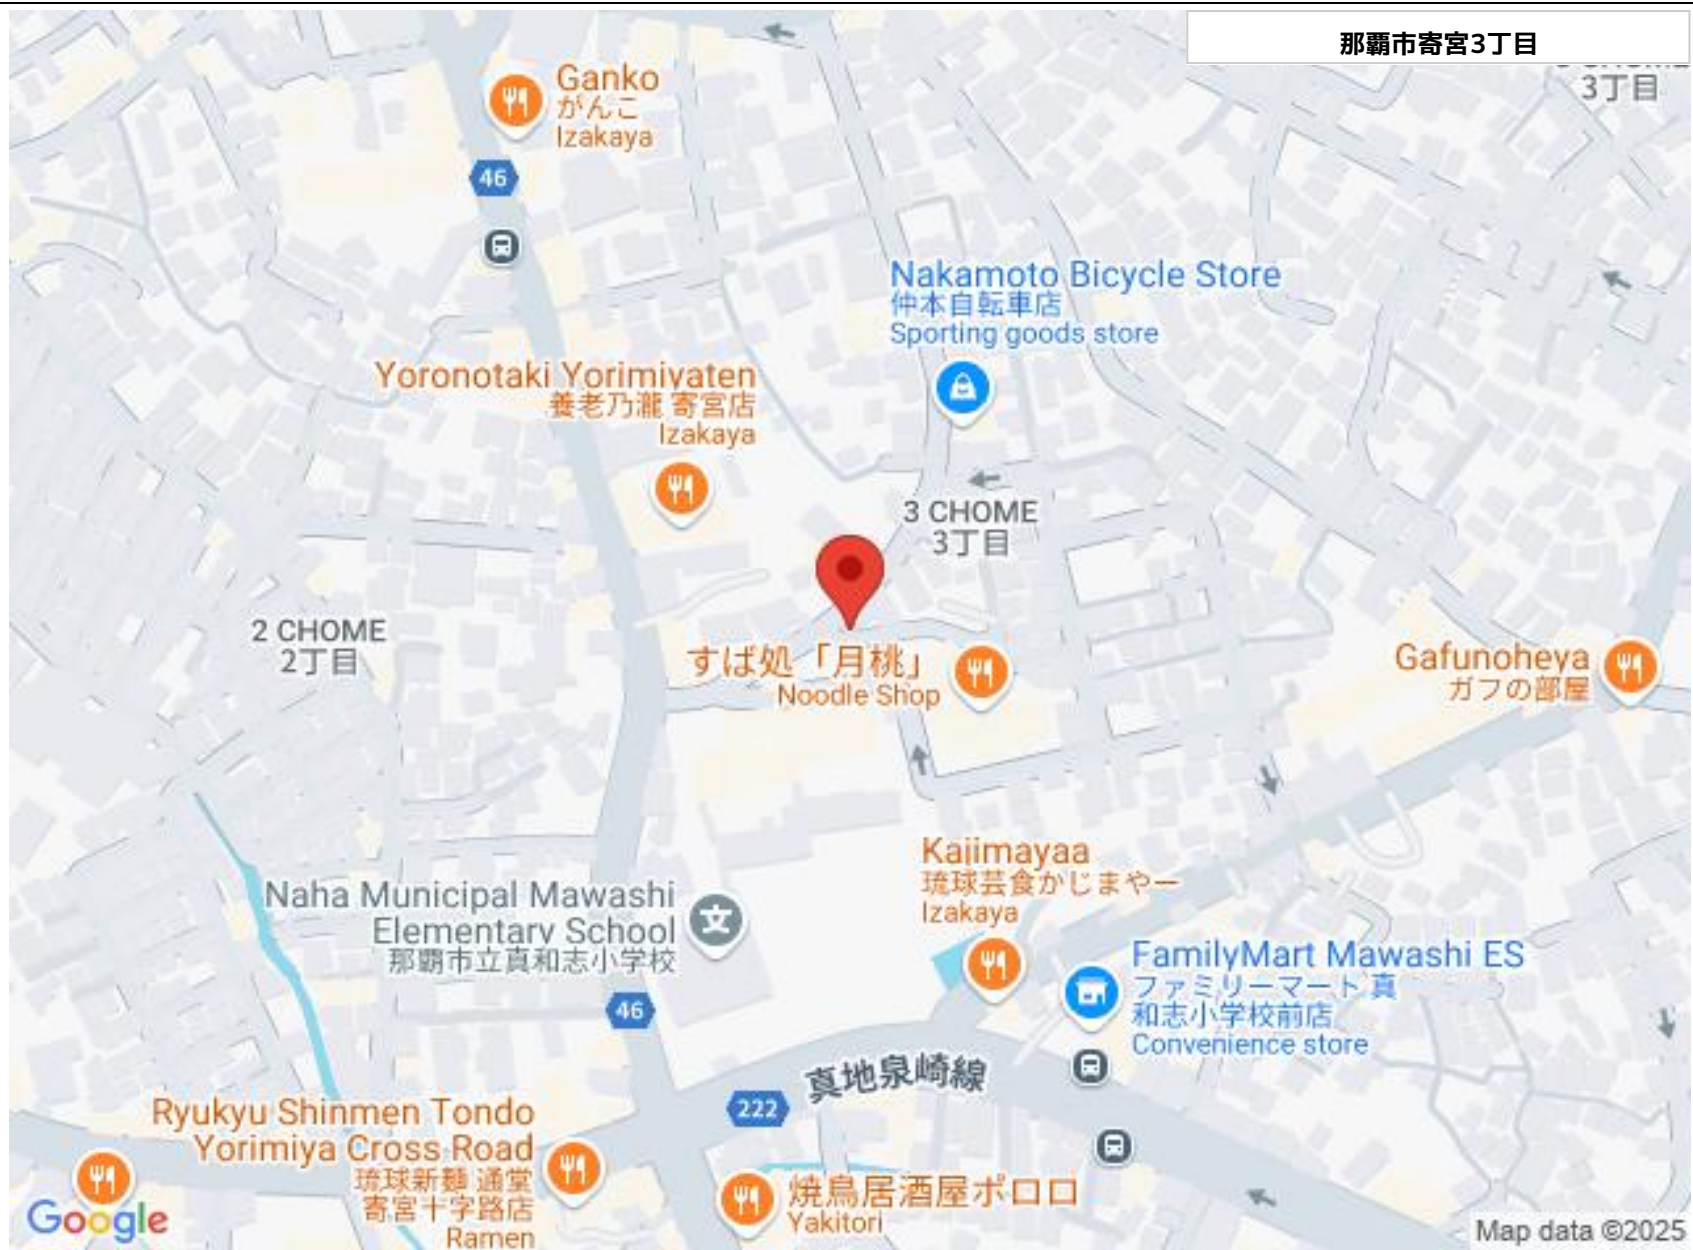 那覇市寄宮3丁目
3丁目
Ganko
がんこ
Izakaya
46
Nakamoto Bicycle Store
仲本自転車店
Sporting goods store
Yoronotaki Yorimiyaten
養老乃瀧 寄宮店
Izakaya
3 CHOME
3丁目
2 CHOME
2丁目
すば処「月桃」
Noodle Shop
Gafunoheya
ガフの部屋
Kajimayaa
琉球芸食かじまやー
Izakaya
Naha Municipal Mawashi
Elementary School
那覇市立真和志小学校
文
FamilyMart Mawashi ES
ファミリーマート 真
和志小学校前店
Convenience store
46
真地泉崎線
222
Ryukyu Shinmen Tondo
Yorimiya Cross Road
琉球新麺 通堂
寄宮十字路店
Ramen
焼鳥居酒屋ポロロ
Yakitori
Google
Map data ©2025